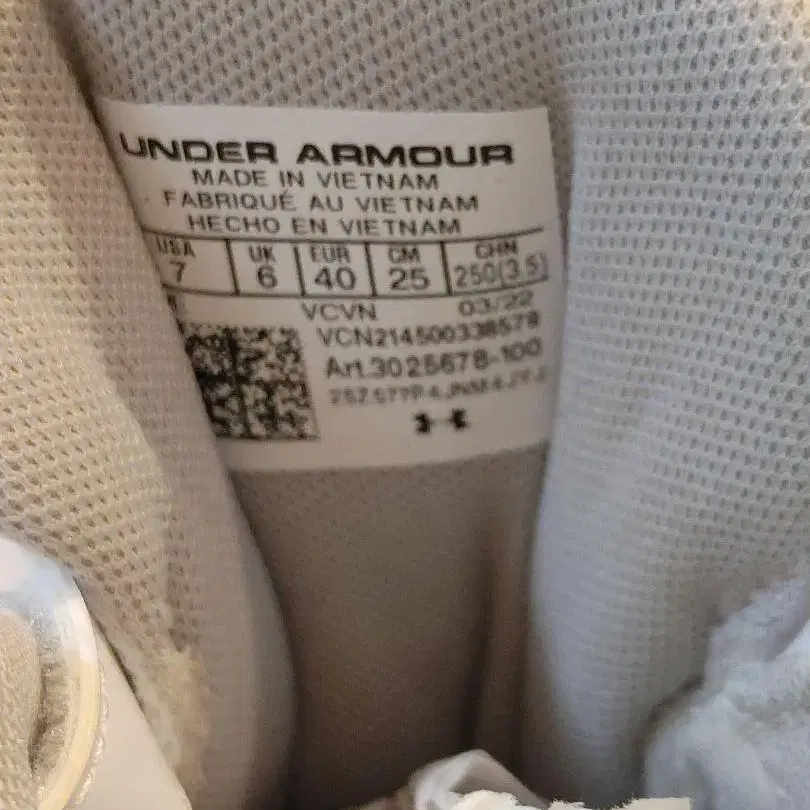 UNDER ARMOUR
MADE IN VIETNAM
FABRIQUÉ AU VIETNAM
HECHO EN VIETNAM
USA UK EUR CM CHN
7 6 40 25 250(3.5)
VCVN 03/22
VCN214500338578
Art.3025678-100